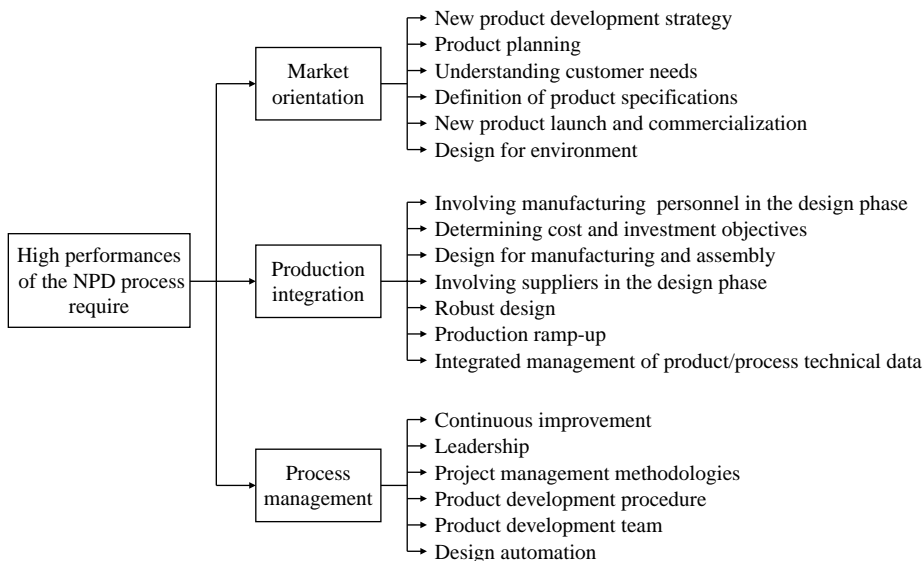 High performances
of the NPD process
require
Market
orientation
New product development strategy
Product planning
Understanding customer needs
Definition of product specifications
New product launch and commercialization
Design for environment
Production
integration
Involving manufacturing personnel in the design phase
Determining cost and investment objectives
Design for manufacturing and assembly
Involving suppliers in the design phase
Robust design
Production ramp-up
Integrated management of product/process technical data
Process
management
Continuous improvement
Leadership
Project management methodologies
Product development procedure
Product development team
Design automation